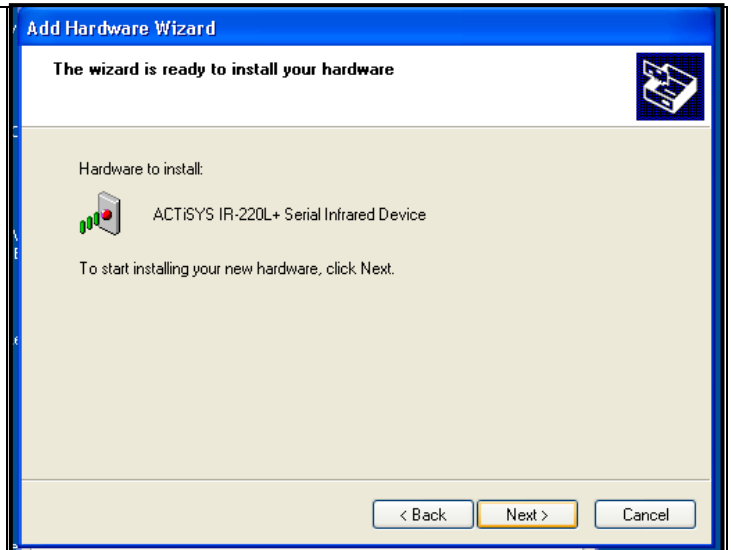 Add Hardware Wizard
The wizard is ready to install your hardware
Hardware to install:
ACTiSYS IR-220L+ Serial Infrared Device
To start installing your new hardware, click Next.
< Back Next > Cancel